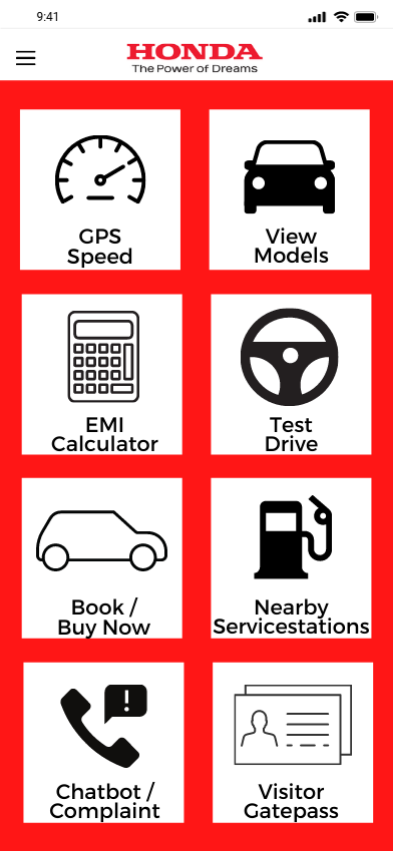 9:41
HONDA
The Power of Dreams
GPS
Speed
View
Models
EMI
Calculator
Test
Drive
Book /
Buy Now
Nearby
Servicestations
!
Chatbot /
Complaint
Visitor
Gatepass